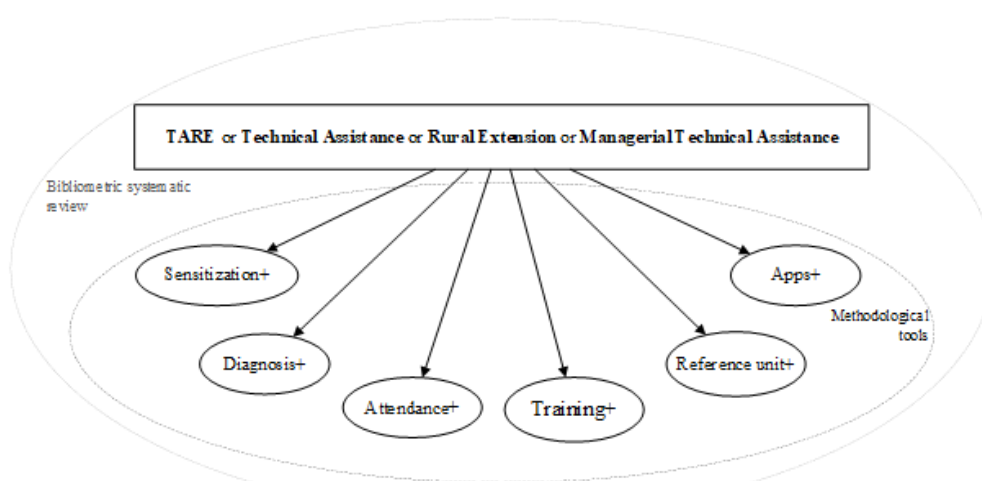 TARE or Technical Assistance or Rural Extension or Managerial Technical Assistance
Bibliometric systematic
review
Sensitization+
Apps+
Methodological
tools
Diagnosis+
Reference unit+
Attendance+
Training+